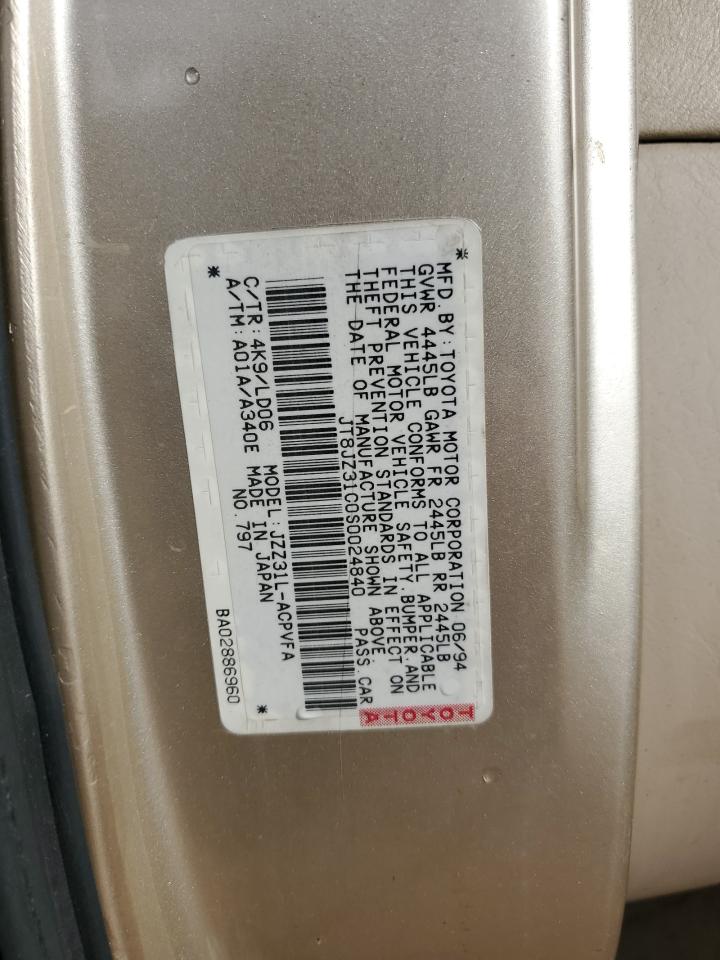 MFD. BY: TOYOTA MOTOR CORPORATION 06/94
GVWR 4445LB GAWR FR 2445LB RR 2445LB
THIS VEHICLE CONFORMS TO ALL APPLICABLE
FEDERAL MOTOR VEHICLE SAFETY, BUMPER, AND
THEFT PREVENTION STANDARDS IN EFFECT ON
THE DATE OF MANUFACTURE SHOWN ABOVE.
JT8JZ31C0S0024840 PASS. CAR
TOYOTA
C/TR: 4K9/LD06 MODEL: JZZ31L-ACPVFA
A/TM: A01A/A340E MADE IN JAPAN
NO. 797
BA02886960